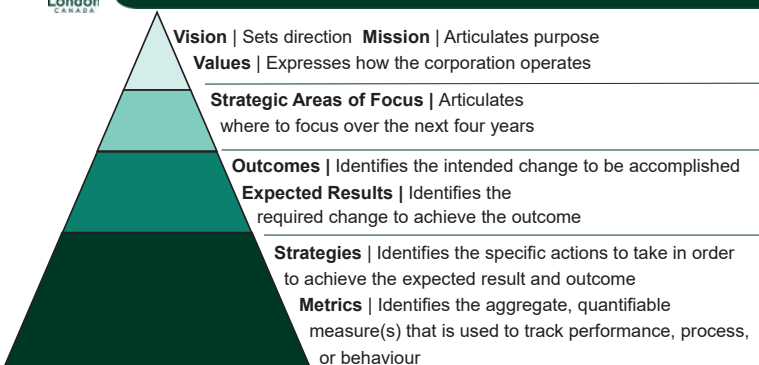 London
CANADA
Vision | Sets direction Mission | Articulates purpose
Values | Expresses how the corporation operates
Strategic Areas of Focus | Articulates
where to focus over the next four years
Outcomes | Identifies the intended change to be accomplished
Expected Results | Identifies the
required change to achieve the outcome
Strategies | Identifies the specific actions to take in order
to achieve the expected result and outcome
Metrics | Identifies the aggregate, quantifiable
measure(s) that is used to track performance, process,
or behaviour